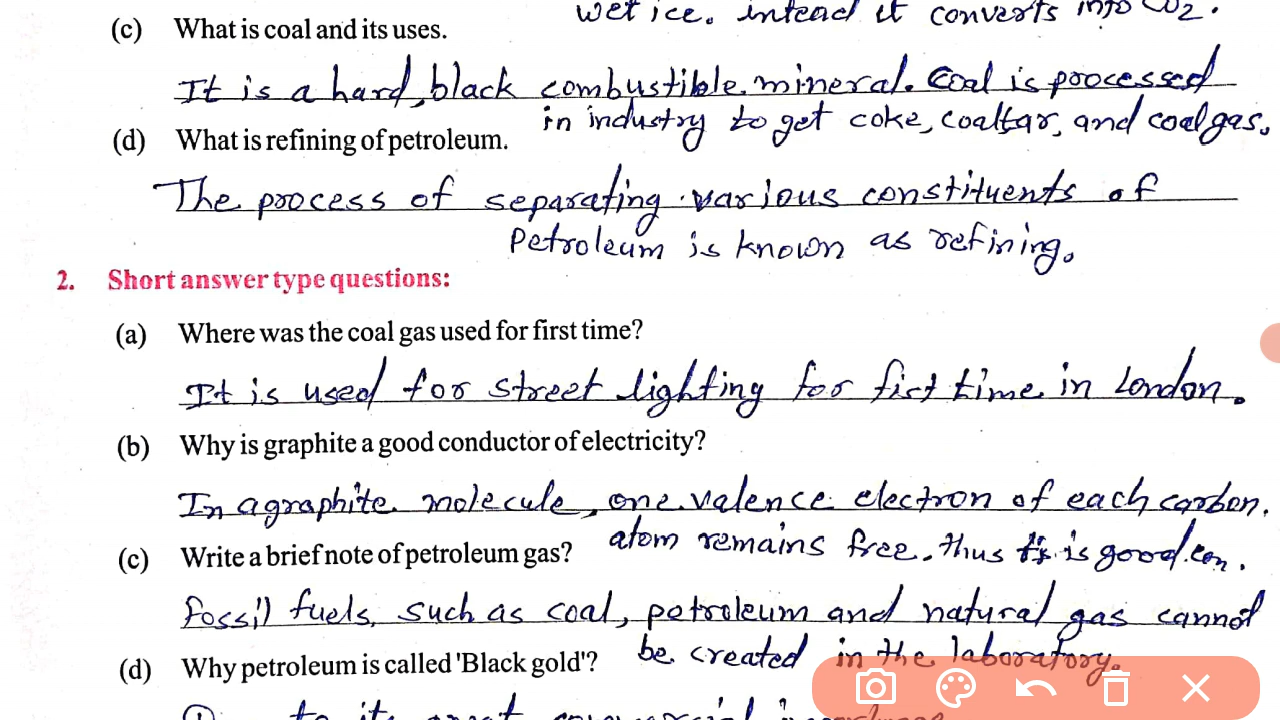 wet ice. intead it converts into CO2.
(c) What is coal and its uses.
It is a hard, black combustible mineral. Coal is processed
in industry to get coke, coaltar, and coalgas.
(d) What is refining of petroleum.
The process of separating various constituents of
Petroleum is known as refining.
2. Short answer type questions:
(a) Where was the coal gas used for first time?
It is used for street lighting for fist time in London.
(b) Why is graphite a good conductor of electricity?
In a graphite molecule, one valence electron of each carbon.
atom remains free. thus is good con.
(c) Write a brief note of petroleum gas?
fossil fuels, such as coal, petroleum and natural gas cannot
be created in the laboratory.
(d) Why petroleum is called 'Black gold'?
to its great commercial